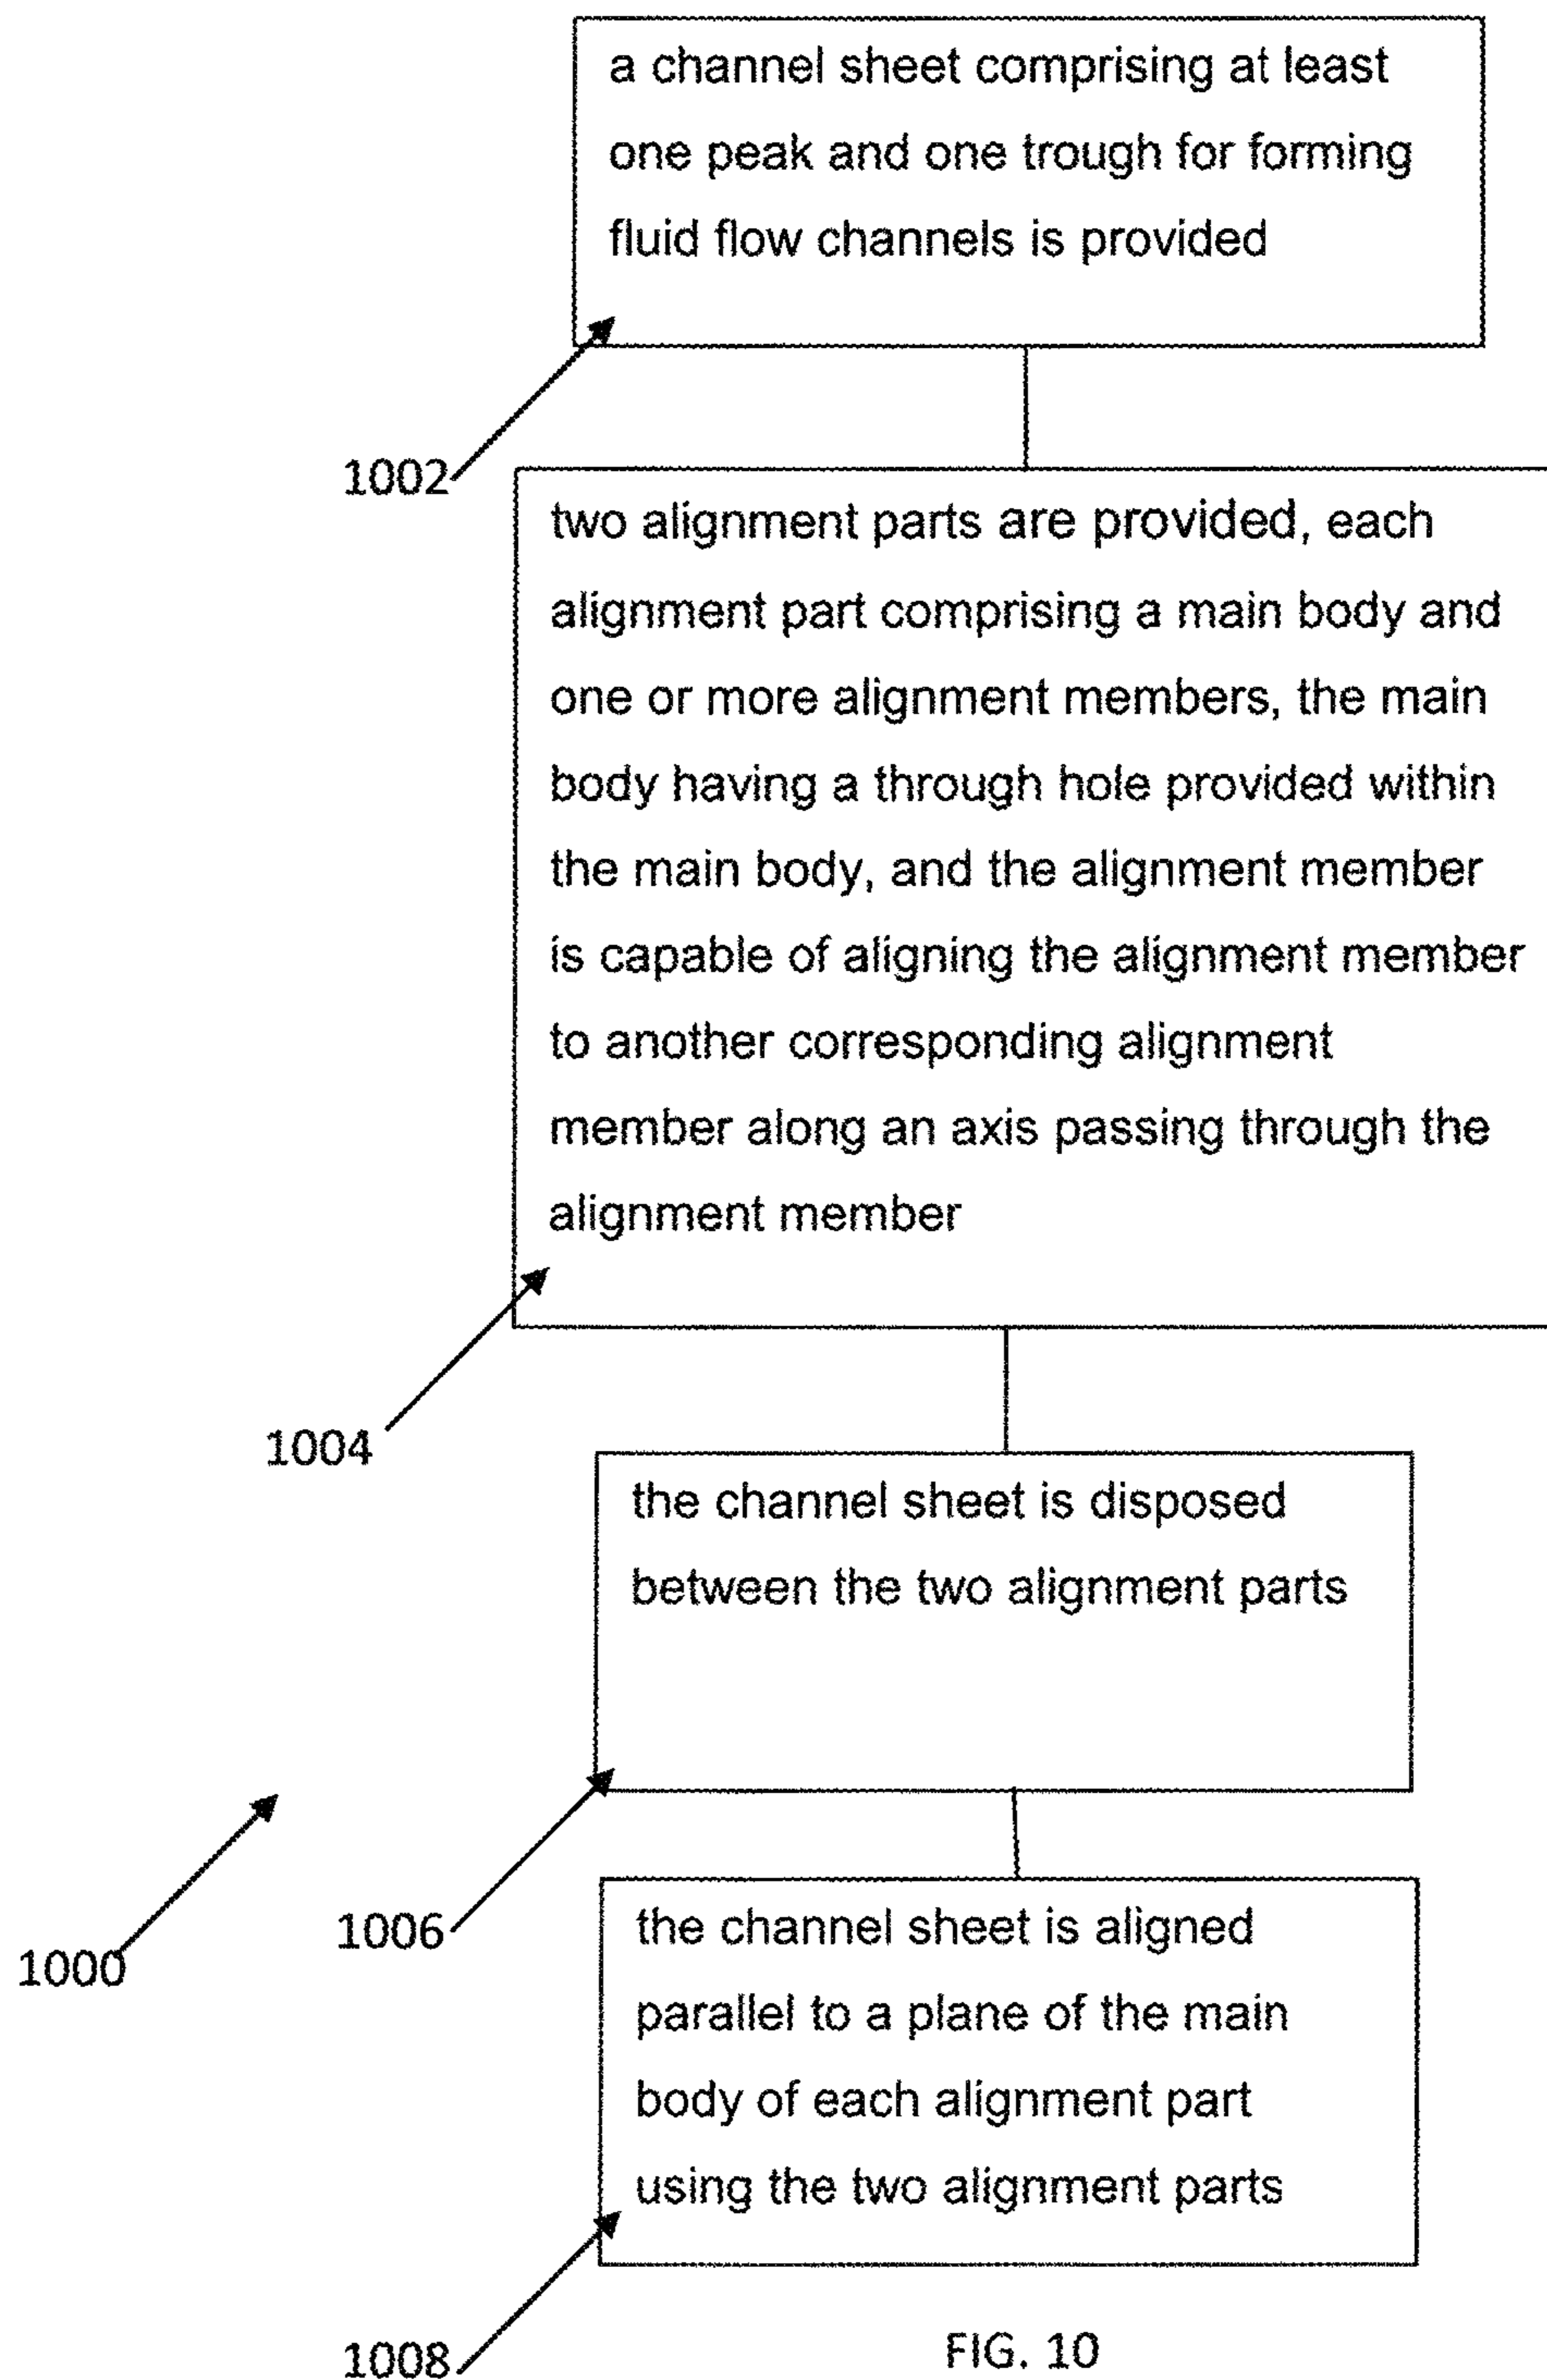 a channel sheet comprising at least
one peak and one trough for forming
fluid flow channels is provided
1002
two alignment parts are provided, each
alignment part comprising a main body and
one or more alignment members, the main
body having a through hole provided within
the main body, and the alignment member
is capable of aligning the alignment member
to another corresponding alignment
member along an axis passing through the
alignment member
1004
the channel sheet is disposed
between the two alignment parts
1006
1000
the channel sheet is aligned
parallel to a plane of the main
body of each alignment part
using the two alignment parts
1008
FIG. 10